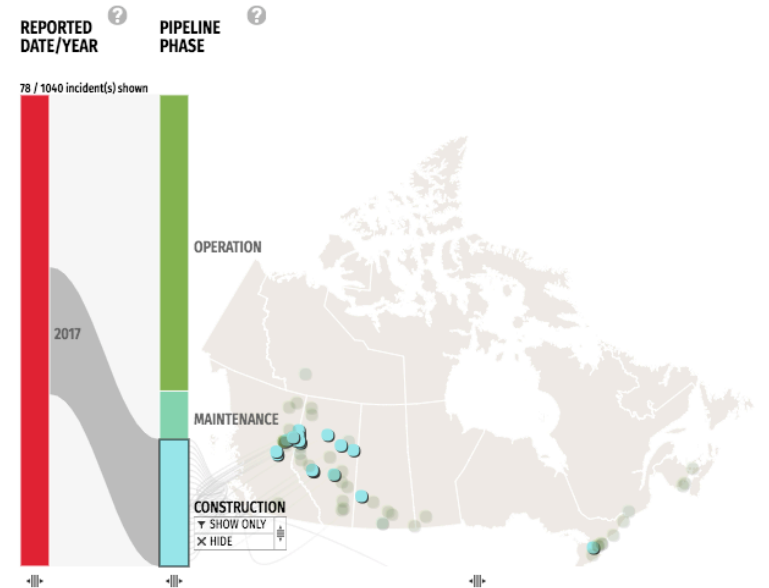 REPORTED
DATE/YEAR
?
PIPELINE
PHASE
?
78 / 1040 incident(s) shown
OPERATION
2017
MAINTENANCE
CONSTRUCTION
SHOW ONLY
HIDE